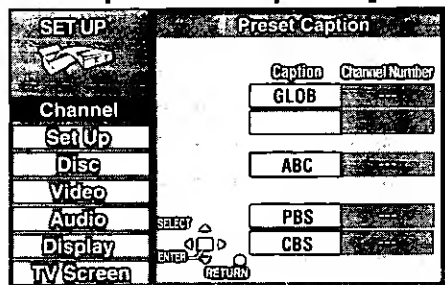 SET UP
Preset Caption
Caption Channel Number
GLOB ----
Channel
Set Up
Disc
ABC ----
Video
Audio
SELECT
PBS ---
Display
ENTER
CBS ---
TV Screen
RETURN